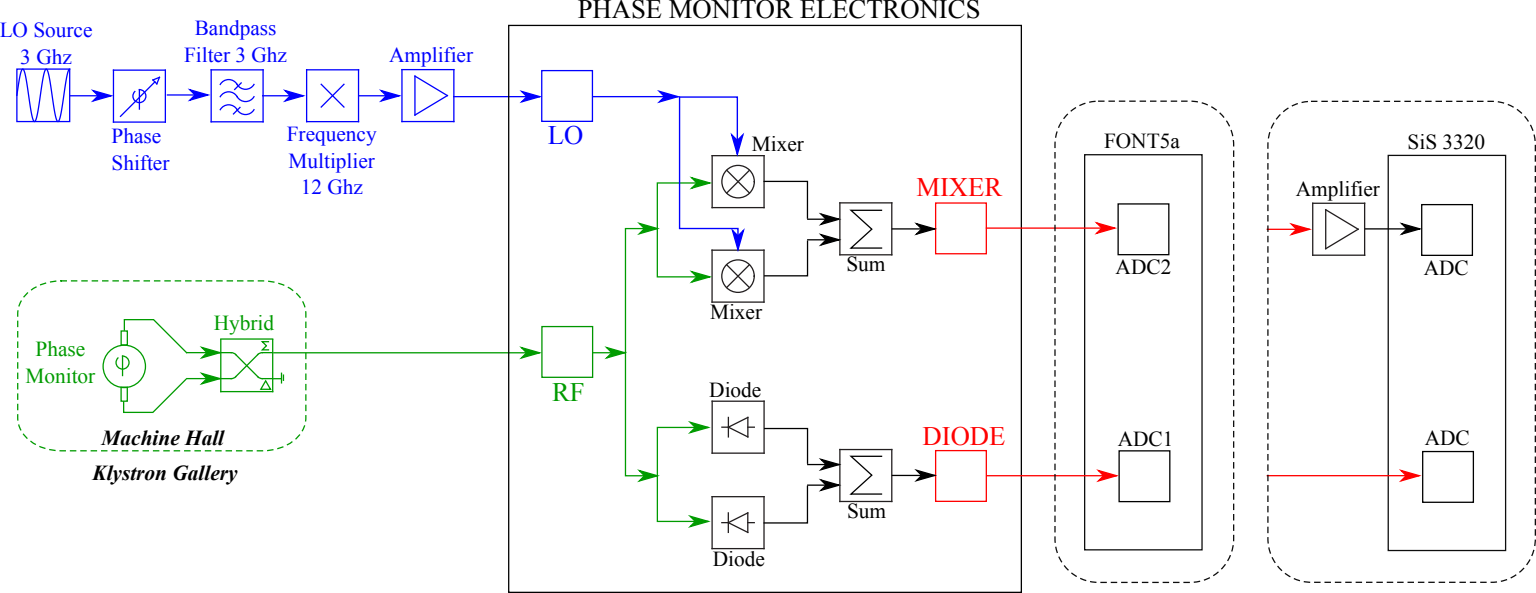 PHASE MONITOR ELECTRONICS
LO Source
3 Ghz
Phase
Shifter
Bandpass
Filter 3 Ghz
Frequency
Multiplier
12 Ghz
Amplifier
LO
Mixer
Mixer
Sum
MIXER
Phase
Monitor
φ
Hybrid
Σ
Δ
Machine Hall
Klystron Gallery
RF
Diode
Diode
Sum
DIODE
FONT5a
ADC2
ADC1
SiS 3320
Amplifier
ADC
ADC